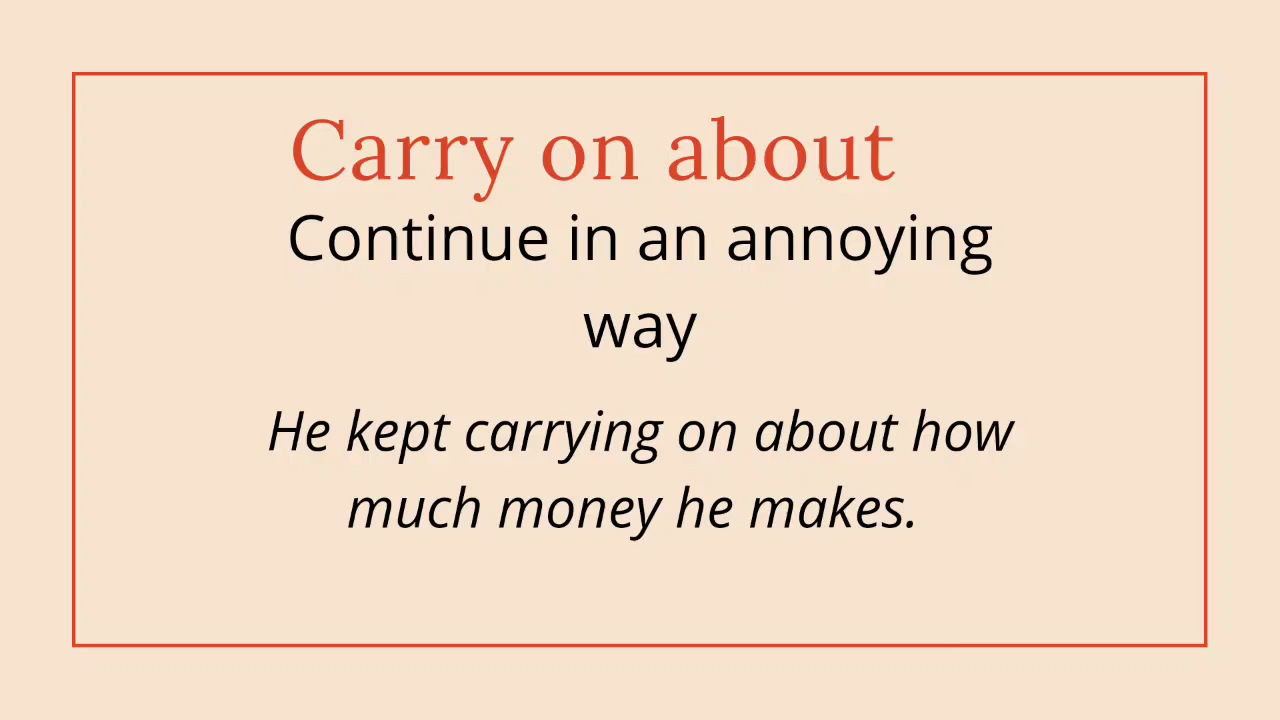 Carry on about
Continue in an annoying
way
He kept carrying on about how
much money he makes.